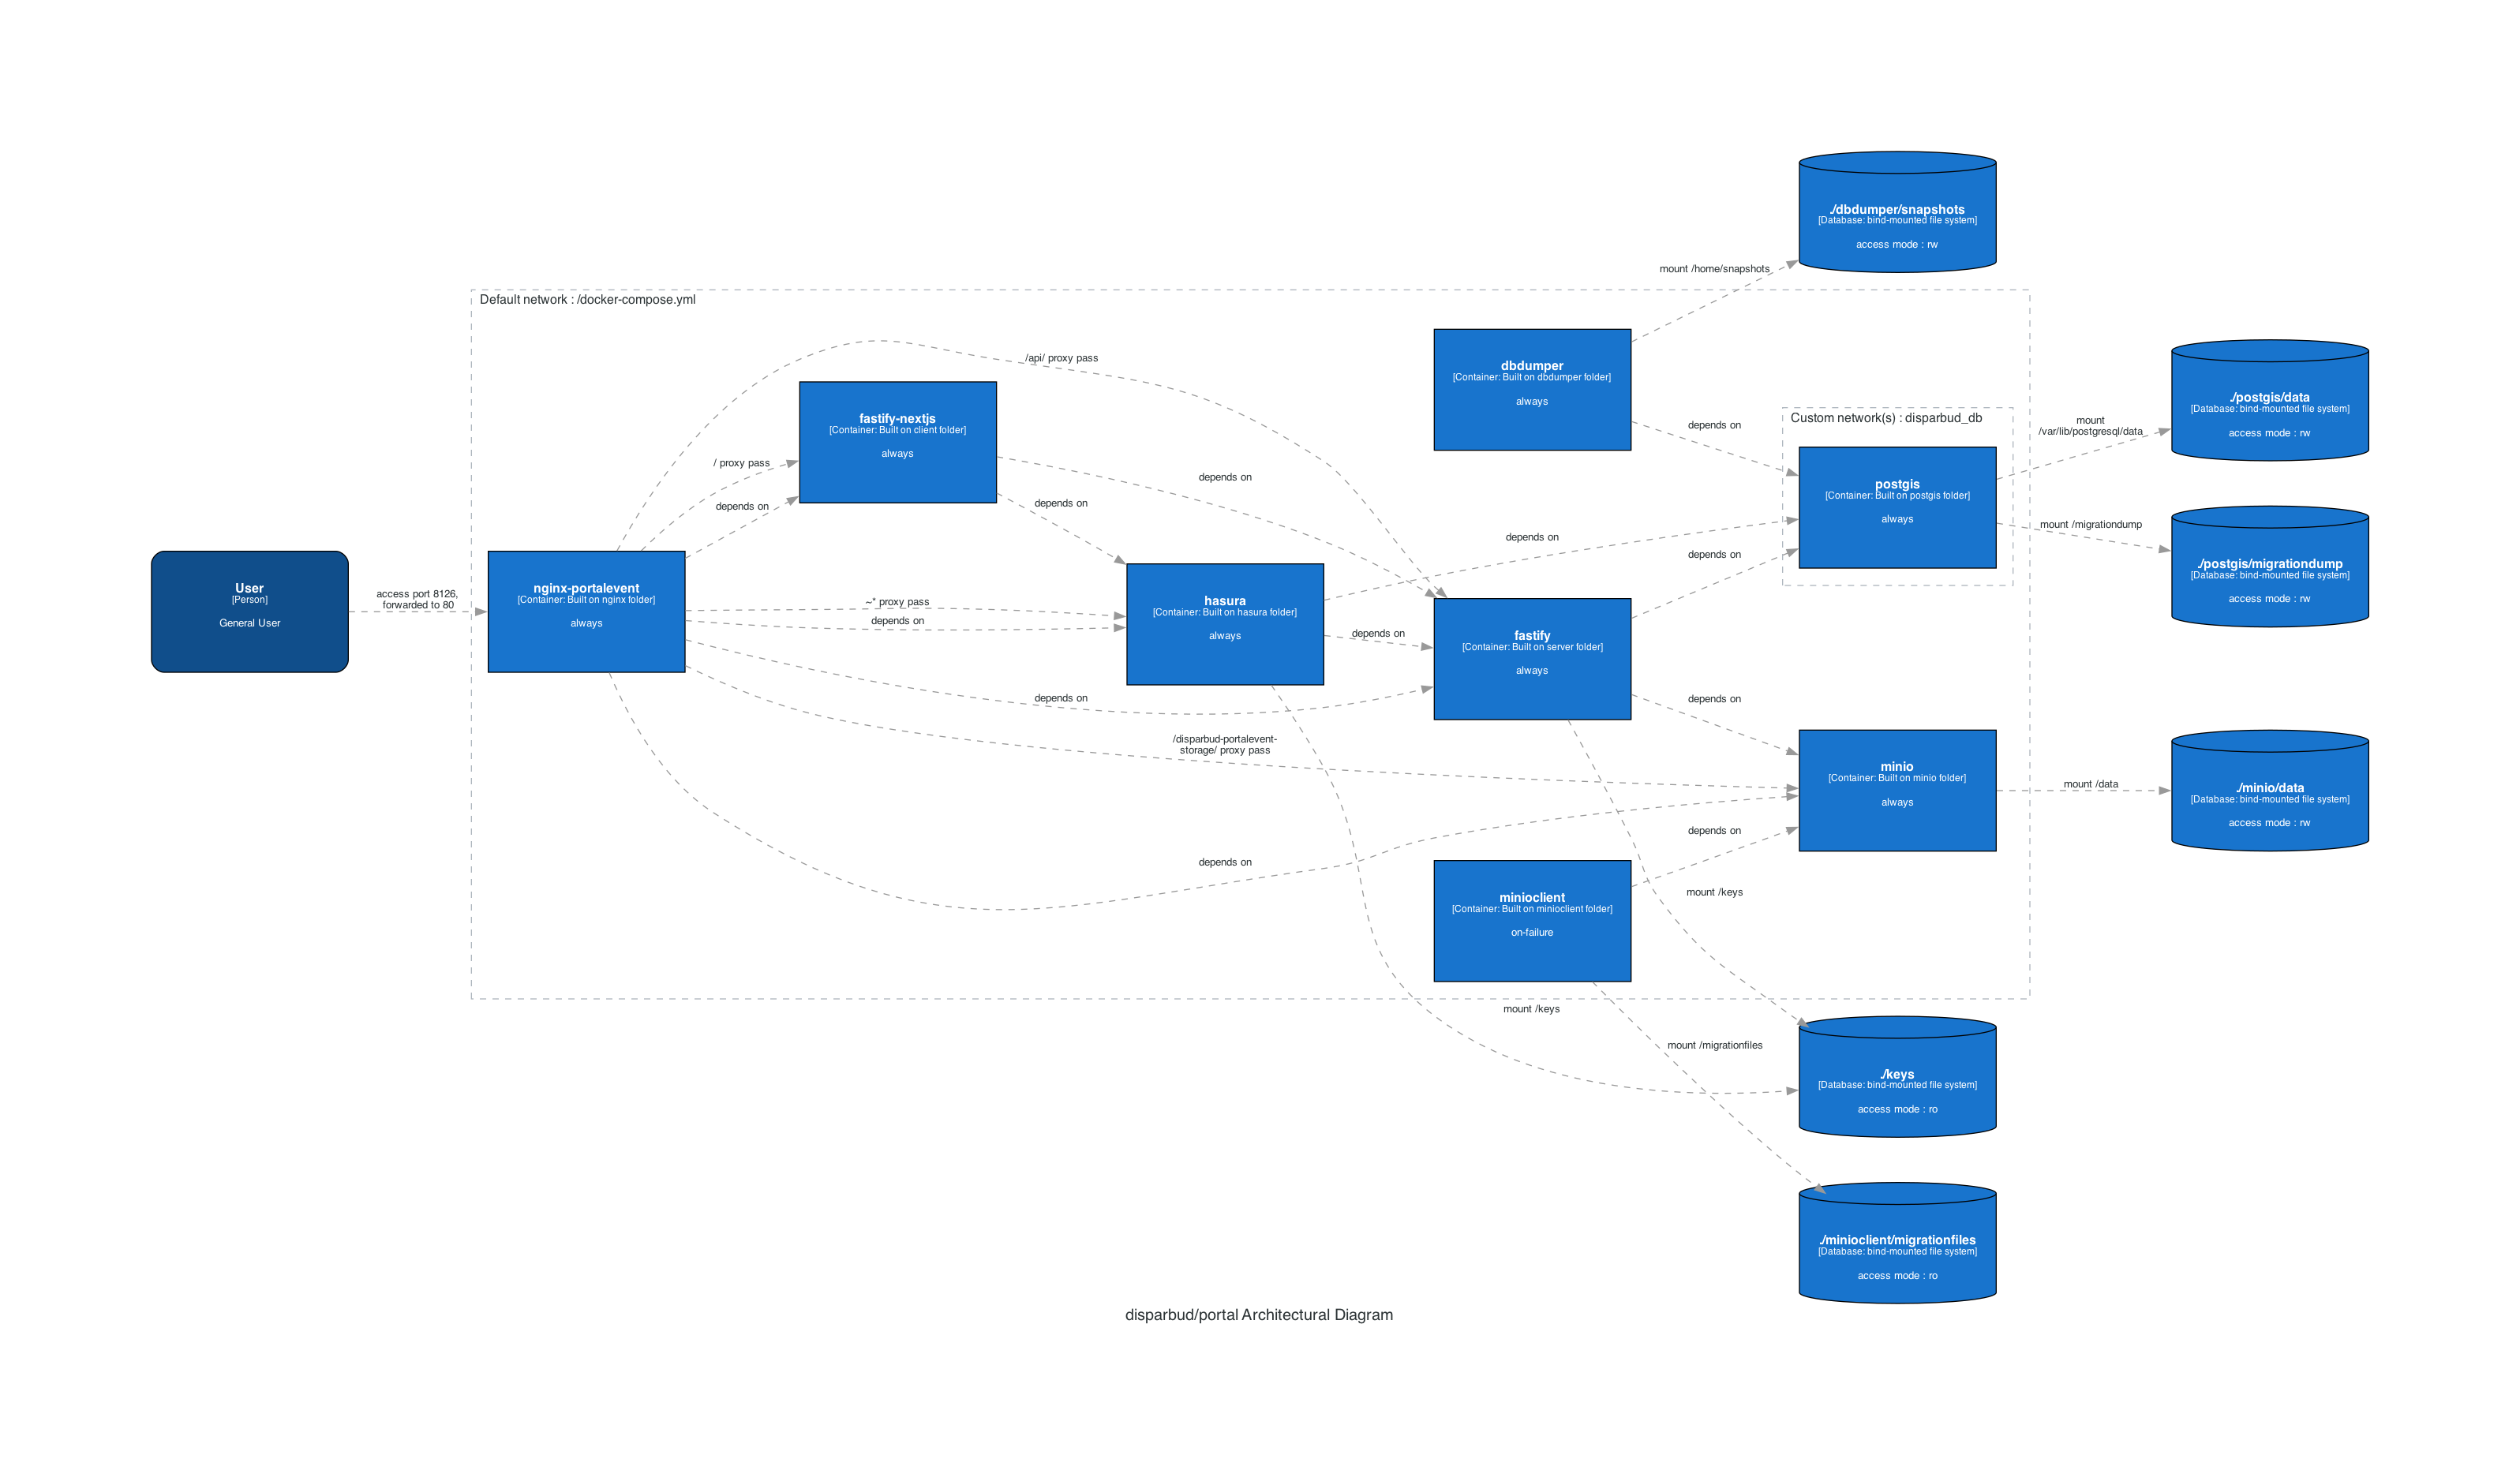 ./dbdumper/snapshots
[Database: bind-mounted file system]
access mode : rw
mount /home/snapshots
Default network : /docker-compose.yml
dbdumper
[Container: Built on dbdumper folder]
always
/api/ proxy pass
fastify-nextjs
[Container: Built on client folder]
always
./postgis/data
[Database: bind-mounted file system]
access mode : rw
mount
/var/lib/postgresql/data
Custom network(s) : disparbud_db
depends on
/ proxy pass
depends on
depends on
depends on
postgis
[Container: Built on postgis folder]
always
mount /migrationdump
./postgis/migrationdump
[Database: bind-mounted file system]
access mode : rw
depends on
depends on
User
[Person]
General User
access port 8126,
forwarded to 80
nginx-portalevent
[Container: Built on nginx folder]
always
~* proxy pass
depends on
hasura
[Container: Built on hasura folder]
always
depends on
fastify
[Container: Built on server folder]
always
depends on
depends on
/disparbud-portalevent-
storage/ proxy pass
minio
[Container: Built on minio folder]
always
mount /data
./minio/data
[Database: bind-mounted file system]
access mode : rw
depends on
depends on
mount /keys
minioclient
[Container: Built on minioclient folder]
on-failure
mount /keys
mount /migrationfiles
./keys
[Database: bind-mounted file system]
access mode : ro
./minioclient/migrationfiles
[Database: bind-mounted file system]
access mode : ro
disparbud/portal Architectural Diagram